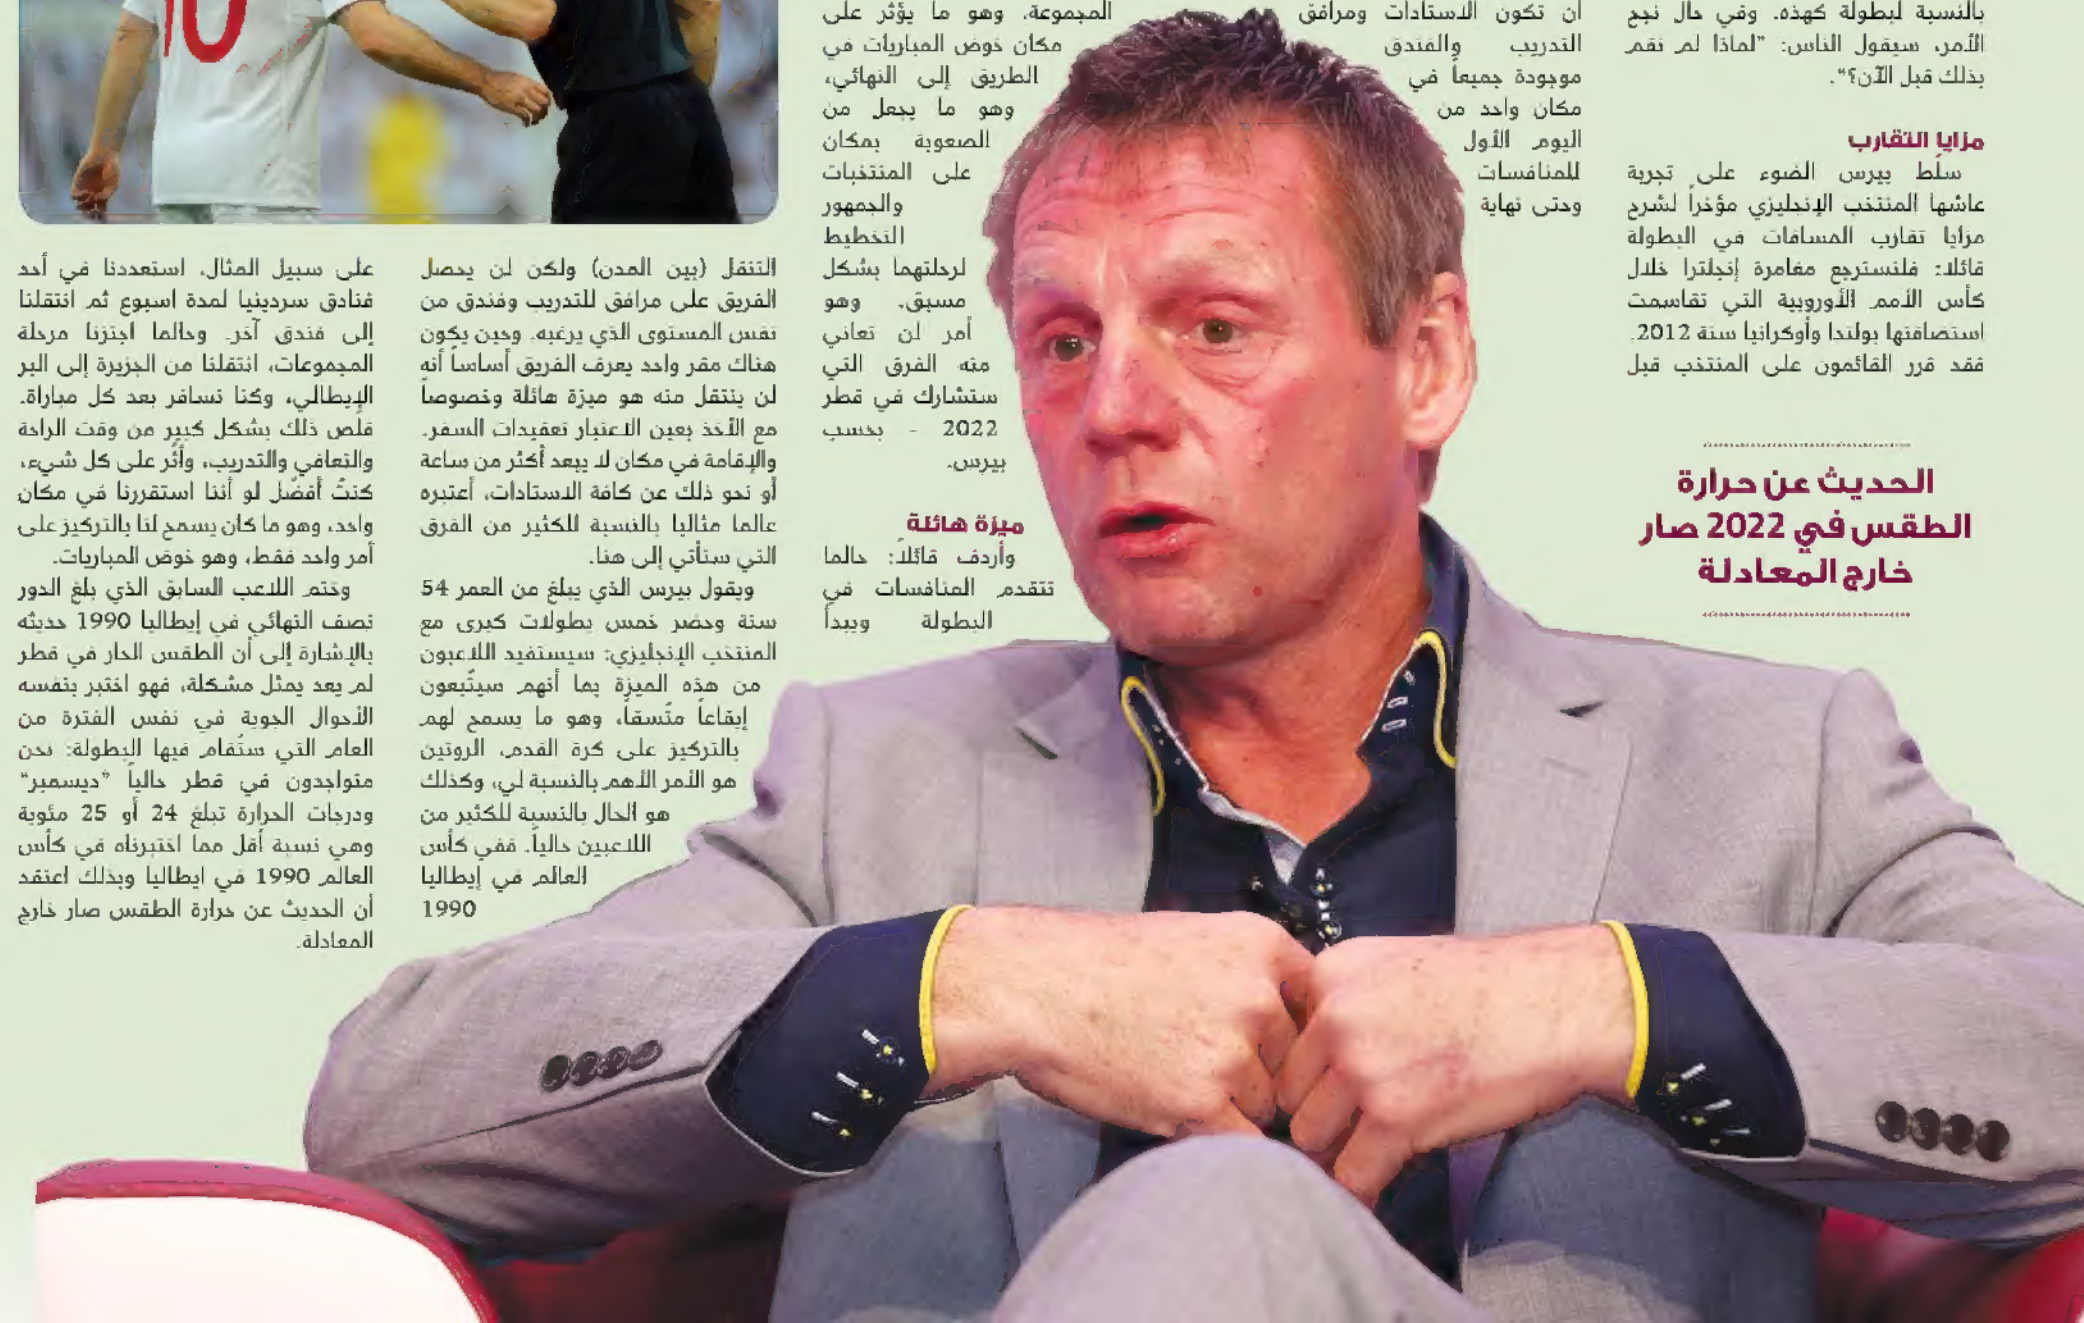 بالنسبة لبطولة كهذه. وفي حال نجح
الأمر، سيقول الناس: "لماذا لم نقم
بذلك قبل الآن؟".
مزايا التقارب
سلّط بيرس الضوء على تجربة
عاشها المنتخب الإنجليزي مؤخراً لشرح
مزايا تقارب المسافات في البطولة
قائلا: فلنسترجع مغامرة إنجلترا خلال
كأس الأمم الأوروبية التي تقاسمت
استضافتها بولندا وأوكرانيا سنة 2012.
فقد قرر القائمون على المنتخب قبل
الحديث عن حرارة
الطقس في 2022 صار
خارج المعادلة
أن تكون الاستادات ومرافق
التدريب والفندق
موجودة جميعاً في
مكان واحد من
اليوم الأول
للمنافسات
وحتى نهاية
المجموعة. وهو ما يؤثر على
مكان خوض المباريات في
الطريق إلى النهائي،
وهو ما يجعل من
الصعوبة بمكان
على المنتخبات
والجمهور
التخطيط
لرحلتهما بشكل
مسبق. وهو
أمر لن تعاني
منه الفرق التي
ستشارك في قطر
2022 - بحسب
بيرس.
ميزة هائلة
وأردف قائلاً: حالما
تتقدم المنافسات في
البطولة ويبدأ
التنقل (بين المدن) ولكن لن يحصل
الفريق على مرافق للتدريب وفندق من
نفس المستوى الذي يرغبه. وحين يكون
هناك مقر واحد يعرف الفريق أساساً أنه
لن ينتقل منه هو ميزة هائلة وخصوصاً
مع الأخذ بعين الاعتبار تعقيدات السفر.
والإقامة في مكان لا يبعد أكثر من ساعة
أو نحو ذلك عن كافة الاستادات، أعتبره
عالما مثاليا بالنسبة للكثير من الفرق
التي ستأتي إلى هنا.
ويقول بيرس الذي يبلغ من العمر 54
سنة وحضر خمس بطولات كبرى مع
المنتخب الإنجليزي: سيستفيد اللاعبون
من هذه الميزة بما أنهم سيتّبعون
إيقاعاً متّسقاً، وهو ما يسمح لهم
بالتركيز على كرة القدم. الروتين
هو الأمر الأهم بالنسبة لي، وكذلك
هو الحال بالنسبة للكثير من
اللاعبين حالياً. ففي كأس
العالم في إيطاليا
1990
على سبيل المثال، استعددنا في أحد
فنادق سردينيا لمدة اسبوع ثم انتقلنا
إلى فندق آخر. وحالما اجتزنا مرحلة
المجموعات، انتقلنا من الجزيرة إلى البر
الإيطالي، وكنا نسافر بعد كل مباراة.
قلّص ذلك بشكل كبير من وقت الراحة
والتعافي والتدريب، وأثّر على كل شيء،
كنتُ أفضّل لو أننا استقررنا في مكان
واحد، وهو ما كان يسمح لنا بالتركيز على
أمر واحد فقط، وهو خوض المباريات.
وختم اللاعب السابق الذي بلغ الدور
نصف النهائي في إيطاليا 1990 حديثه
بالإشارة إلى أن الطقس الحار في قطر
لم يعد يمثل مشكلة، فهو اختبر بنفسه
الأحوال الجوية في نفس الفترة من
العام التي ستُقام فيها البطولة: نحن
متواجدون في قطر حالياً "ديسمبر"
ودرجات الحرارة تبلغ 24 أو 25 مئوية
وهي نسبة أقل مما اختبرناه في كأس
العالم 1990 في ايطاليا وبذلك اعتقد
أن الحديث عن حرارة الطقس صار خارج
المعادلة.
10